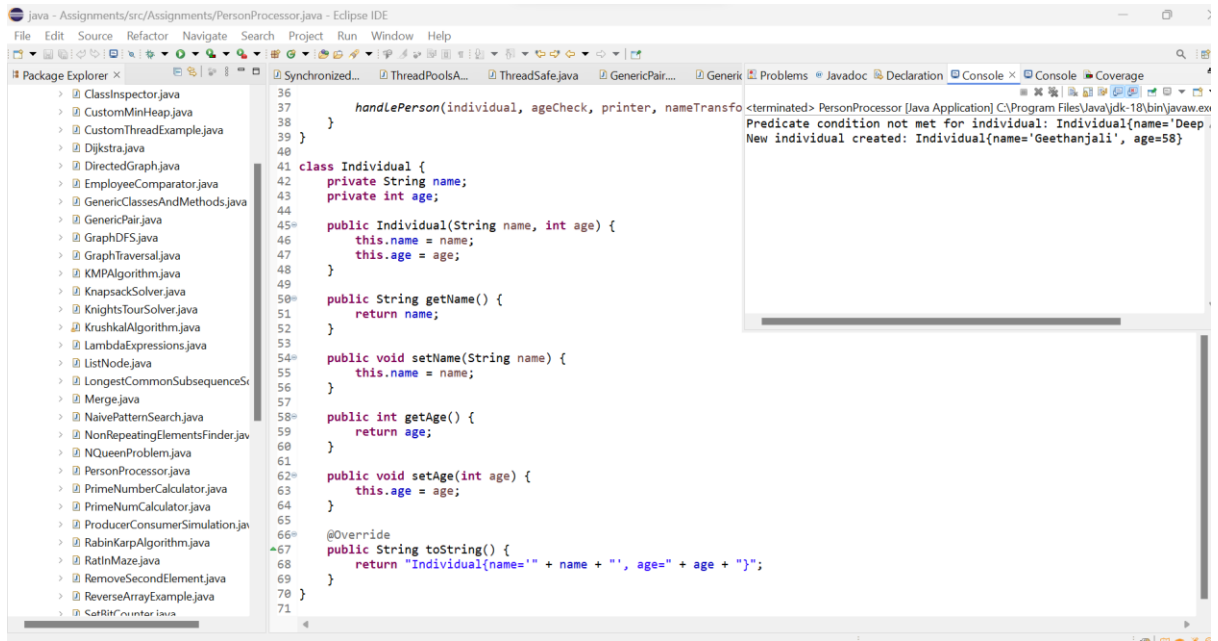 java - Assignments/src/Assignments/PersonProcessor.java - Eclipse IDE
File Edit Source Refactor Navigate Search Project Run Window Help
Package Explorer ×
ClassInspector.java
CustomMinHeap.java
CustomThreadExample.java
Dijkstra.java
DirectedGraph.java
EmployeeComparator.java
GenericClassesAndMethods.java
GenericPair.java
GraphDFS.java
GraphTraversal.java
KMPAlgorithm.java
KnapsackSolver.java
KnightsTourSolver.java
KrushkalAlgorithm.java
LambdaExpressions.java
ListNode.java
LongestCommonSubsequenceSo
Merge.java
NaivePatternSearch.java
NonRepeatingElementsFinder.jav
NQueenProblem.java
PersonProcessor.java
PrimeNumberCalculator.java
PrimeNumCalculator.java
ProducerConsumerSimulation.jav
RabinKarpAlgorithm.java
RatInMaze.java
RemoveSecondElement.java
ReverseArrayExample.java
SetBitCounter.java
Synchronized... ThreadPoolsA... ThreadSafe.java GenericPair.... Generic
36
37 handLePerson(individual, ageCheck, printer, nameTransfo
38 }
39 }
40
41 class Individual {
42 private String name;
43 private int age;
44
45 public Individual(String name, int age) {
46 this.name = name;
47 this.age = age;
48 }
49
50 public String getName() {
51 return name;
52 }
53
54 public void setName(String name) {
55 this.name = name;
56 }
57
58 public int getAge() {
59 return age;
60 }
61
62 public void setAge(int age) {
63 this.age = age;
64 }
65
66 @Override
67 public String toString() {
68 return "Individual{name='" + name + "', age=" + age + "}";
69 }
70 }
71
Problems Javadoc Declaration Console × Console Coverage
<terminated> PersonProcessor [Java Application] C:\Program Files\Java\jdk-18\bin\javaw.exe
Predicate condition not met for individual: Individual{name='Deep
New individual created: Individual{name='Geethanjali', age=58}